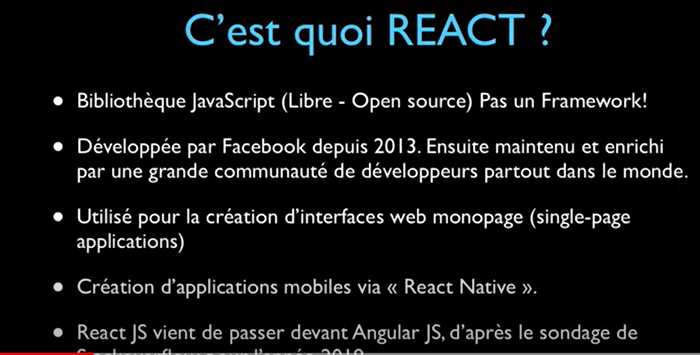 C'est quoi REACT ?
• Bibliothèque JavaScript (Libre - Open source) Pas un Framework!
• Développée par Facebook depuis 2013. Ensuite maintenu et enrichi
par une grande communauté de développeurs partout dans le monde.
• Utilisé pour la création d'interfaces web monopage (single-page
applications)
• Création d'applications mobiles via « React Native ».
• React JS vient de passer devant Angular JS, d'après le sondage de